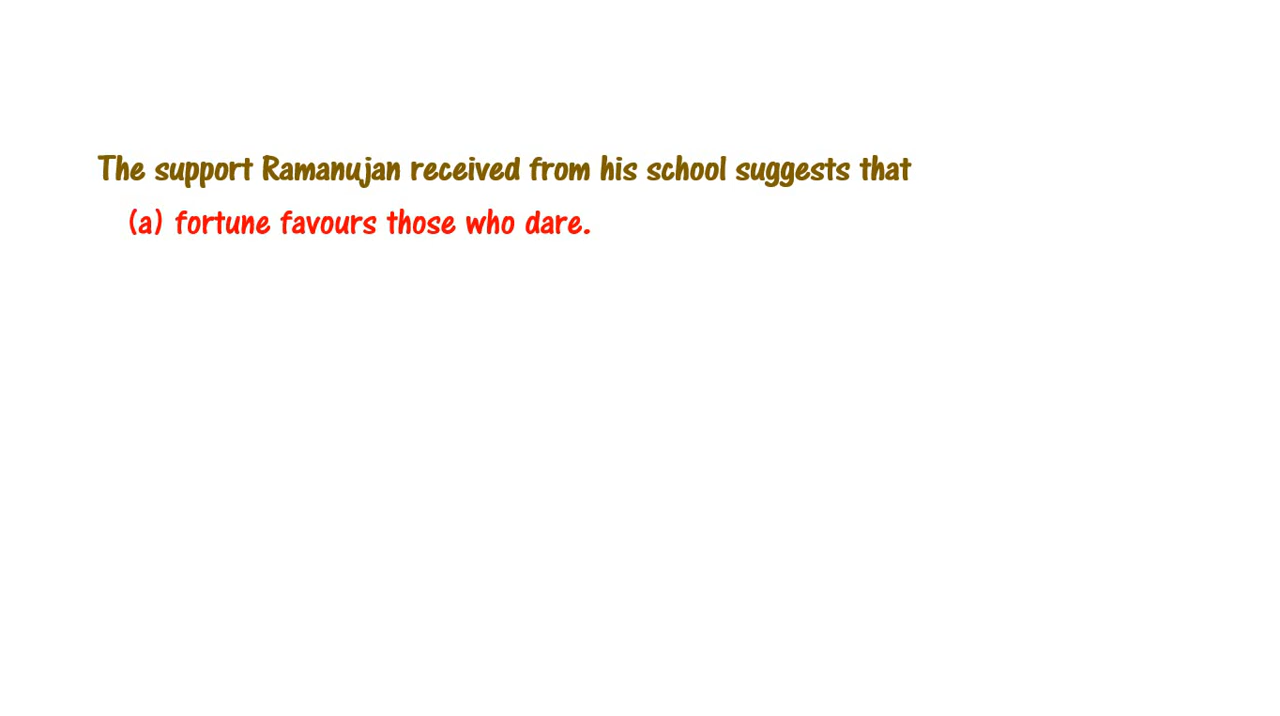 The support Ramanujan received from his school suggests that
(a) fortune favours those who dare.